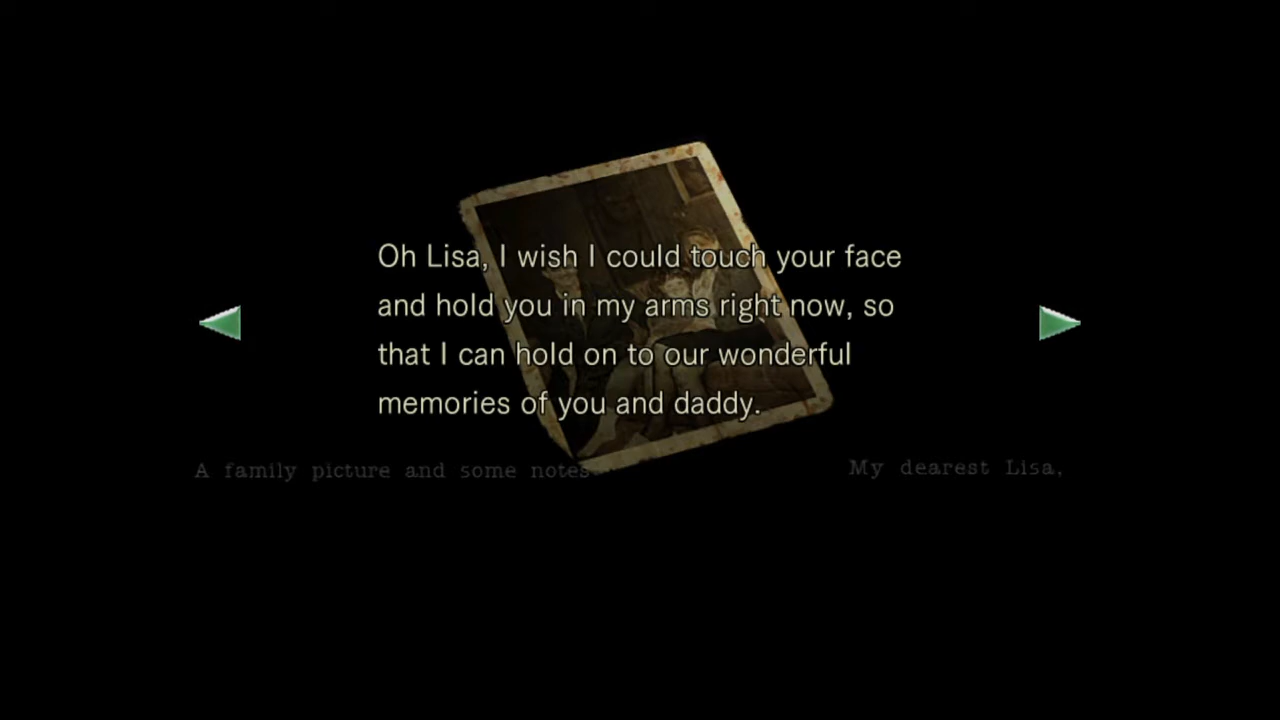 Oh Lisa, I wish I could touch your face
and hold you in my arms right now, so
that I can hold on to our wonderful
memories of you and daddy.
A family picture and some notes
My dearest Lisa,